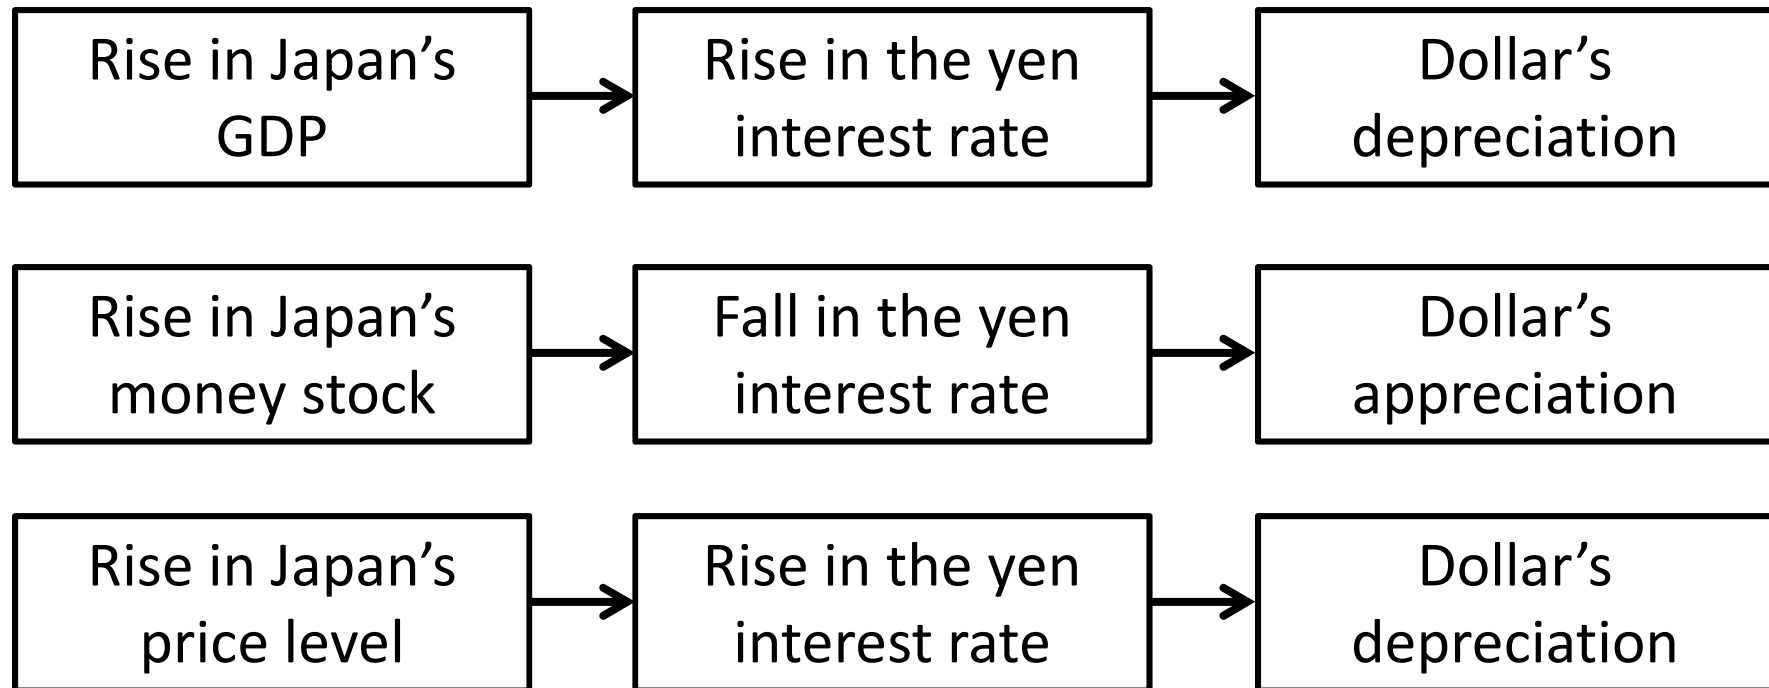 Rise in Japan’s
GDP
Rise in the yen
interest rate
Dollar’s
depreciation
Rise in Japan’s
money stock
Fall in the yen
interest rate
Dollar’s
appreciation
Rise in Japan’s
price level
Rise in the yen
interest rate
Dollar’s
depreciation